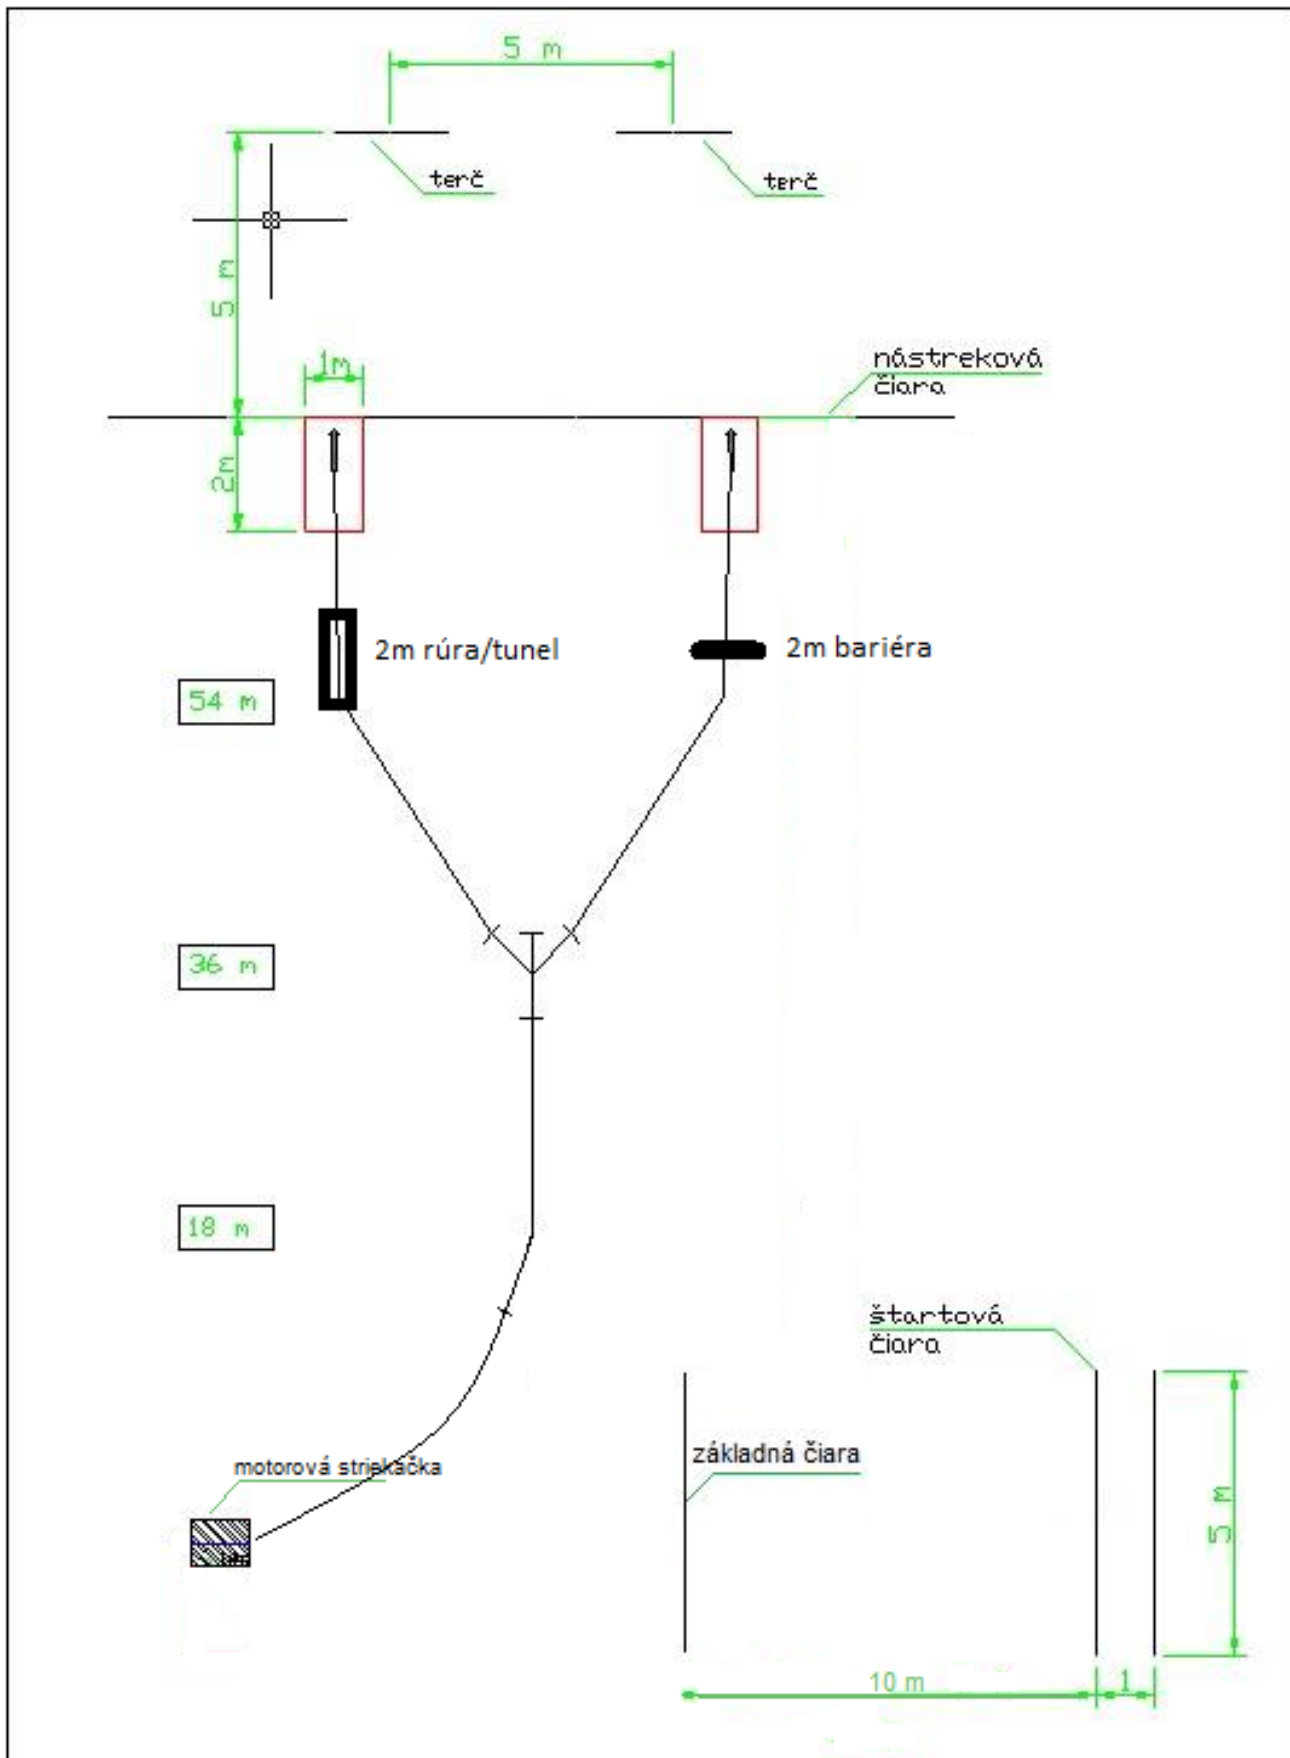 5 m
terč
terč
5 m
1m
nástreková
čiara
2m
2m rúra/tunel
2m bariéra
54 m
36 m
18 m
štartová
čiara
základná čiara
motorová striekačka
5 m
10 m
1